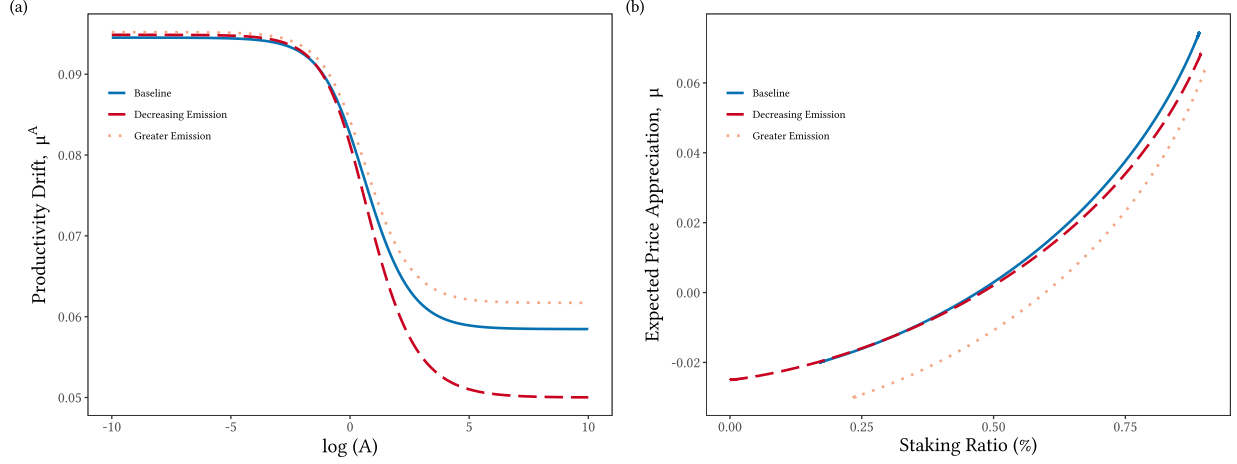 (a)
Productivity Drift, μᴬ
0.09
0.08
0.07
0.06
0.05
Baseline
Decreasing Emission
Greater Emission
-10
-5
0
5
10
log (A)
(b)
Expected Price Appreciation, μ
0.06
0.04
0.02
0.00
-0.02
Baseline
Decreasing Emission
Greater Emission
0.00
0.25
0.50
0.75
Staking Ratio (%)